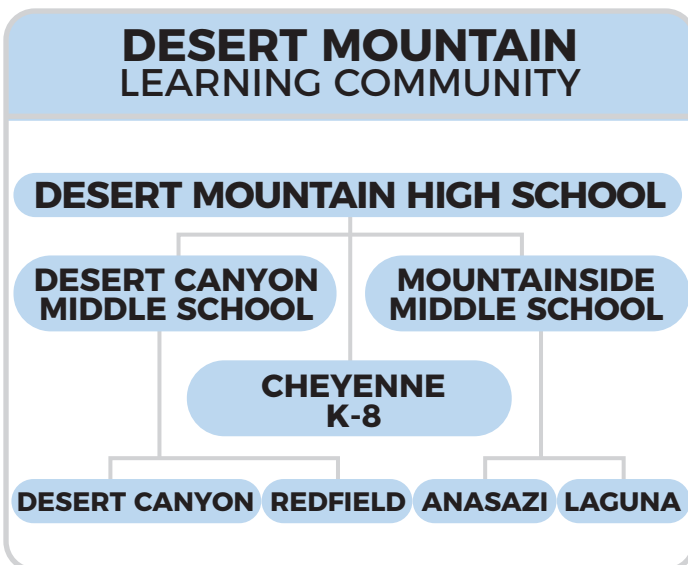 DESERT MOUNTAIN
LEARNING COMMUNITY
DESERT MOUNTAIN HIGH SCHOOL
DESERT CANYON
MIDDLE SCHOOL
MOUNTAINSIDE
MIDDLE SCHOOL
CHEYENNE
K-8
DESERT CANYON
REDFIELD
ANASAZI
LAGUNA